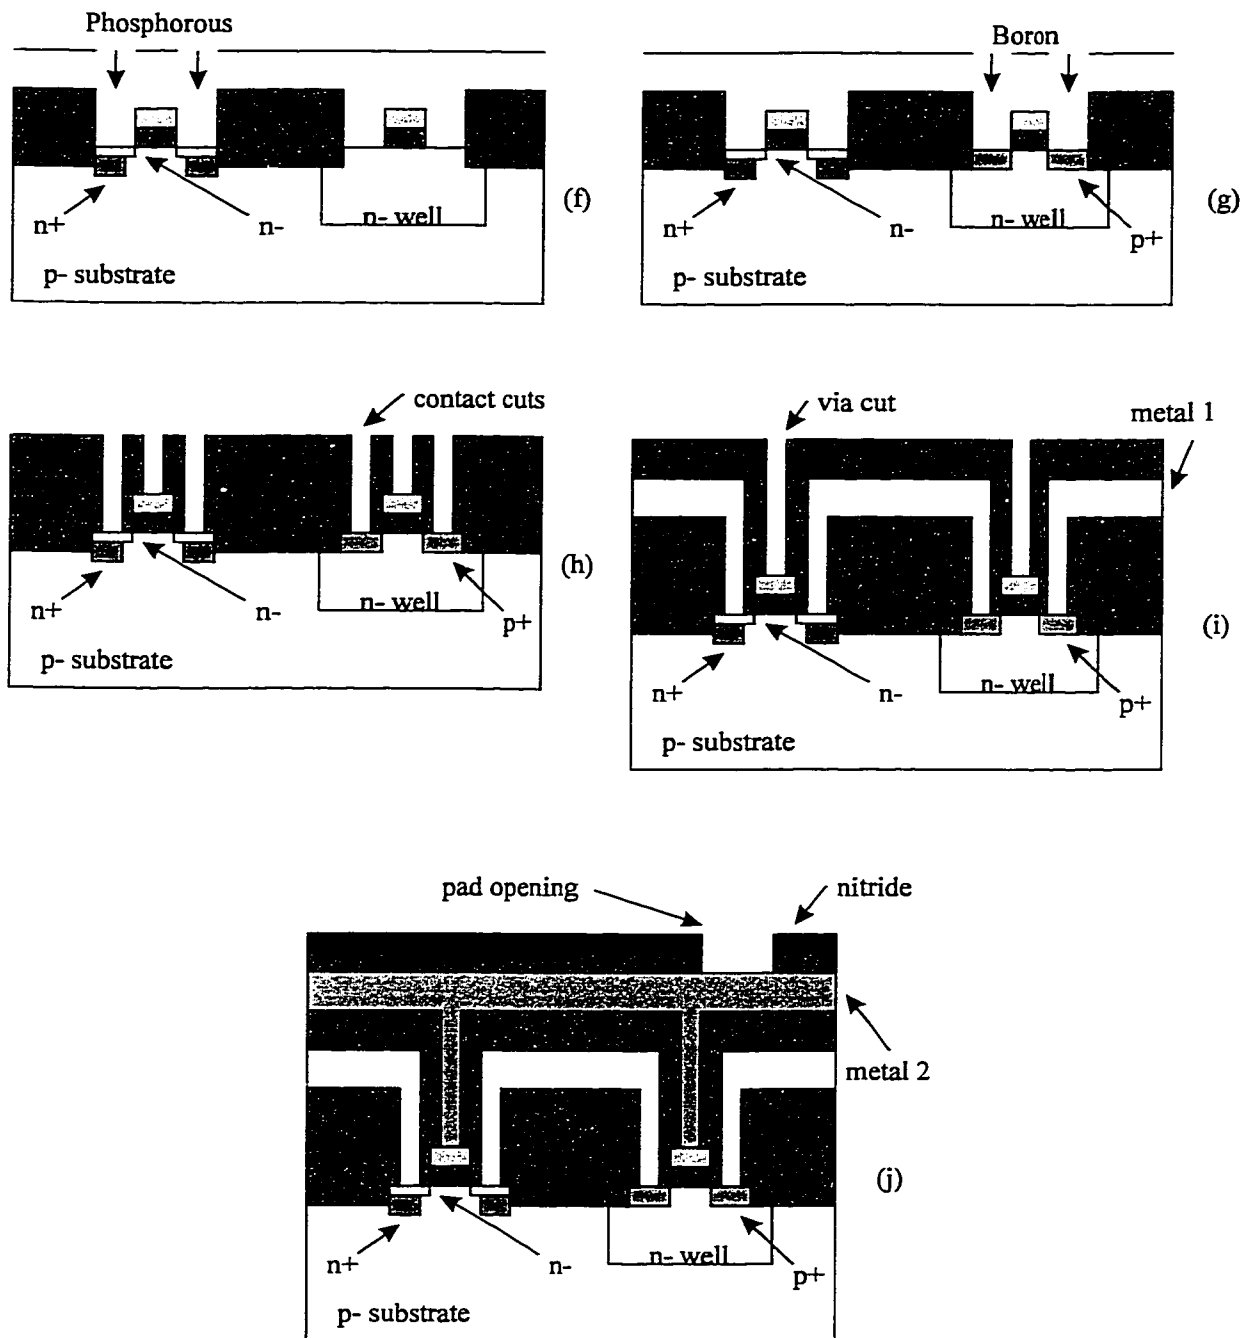 Phosphorous
n+
n-
n- well
p- substrate
(f)
Boron
n+
n-
n- well
p+
p- substrate
(g)
contact cuts
n+
n-
n- well
p+
p- substrate
(h)
via cut
metal 1
n+
n-
n- well
p+
p- substrate
(i)
pad opening
nitride
metal 2
n+
n-
n- well
p+
p- substrate
(j)